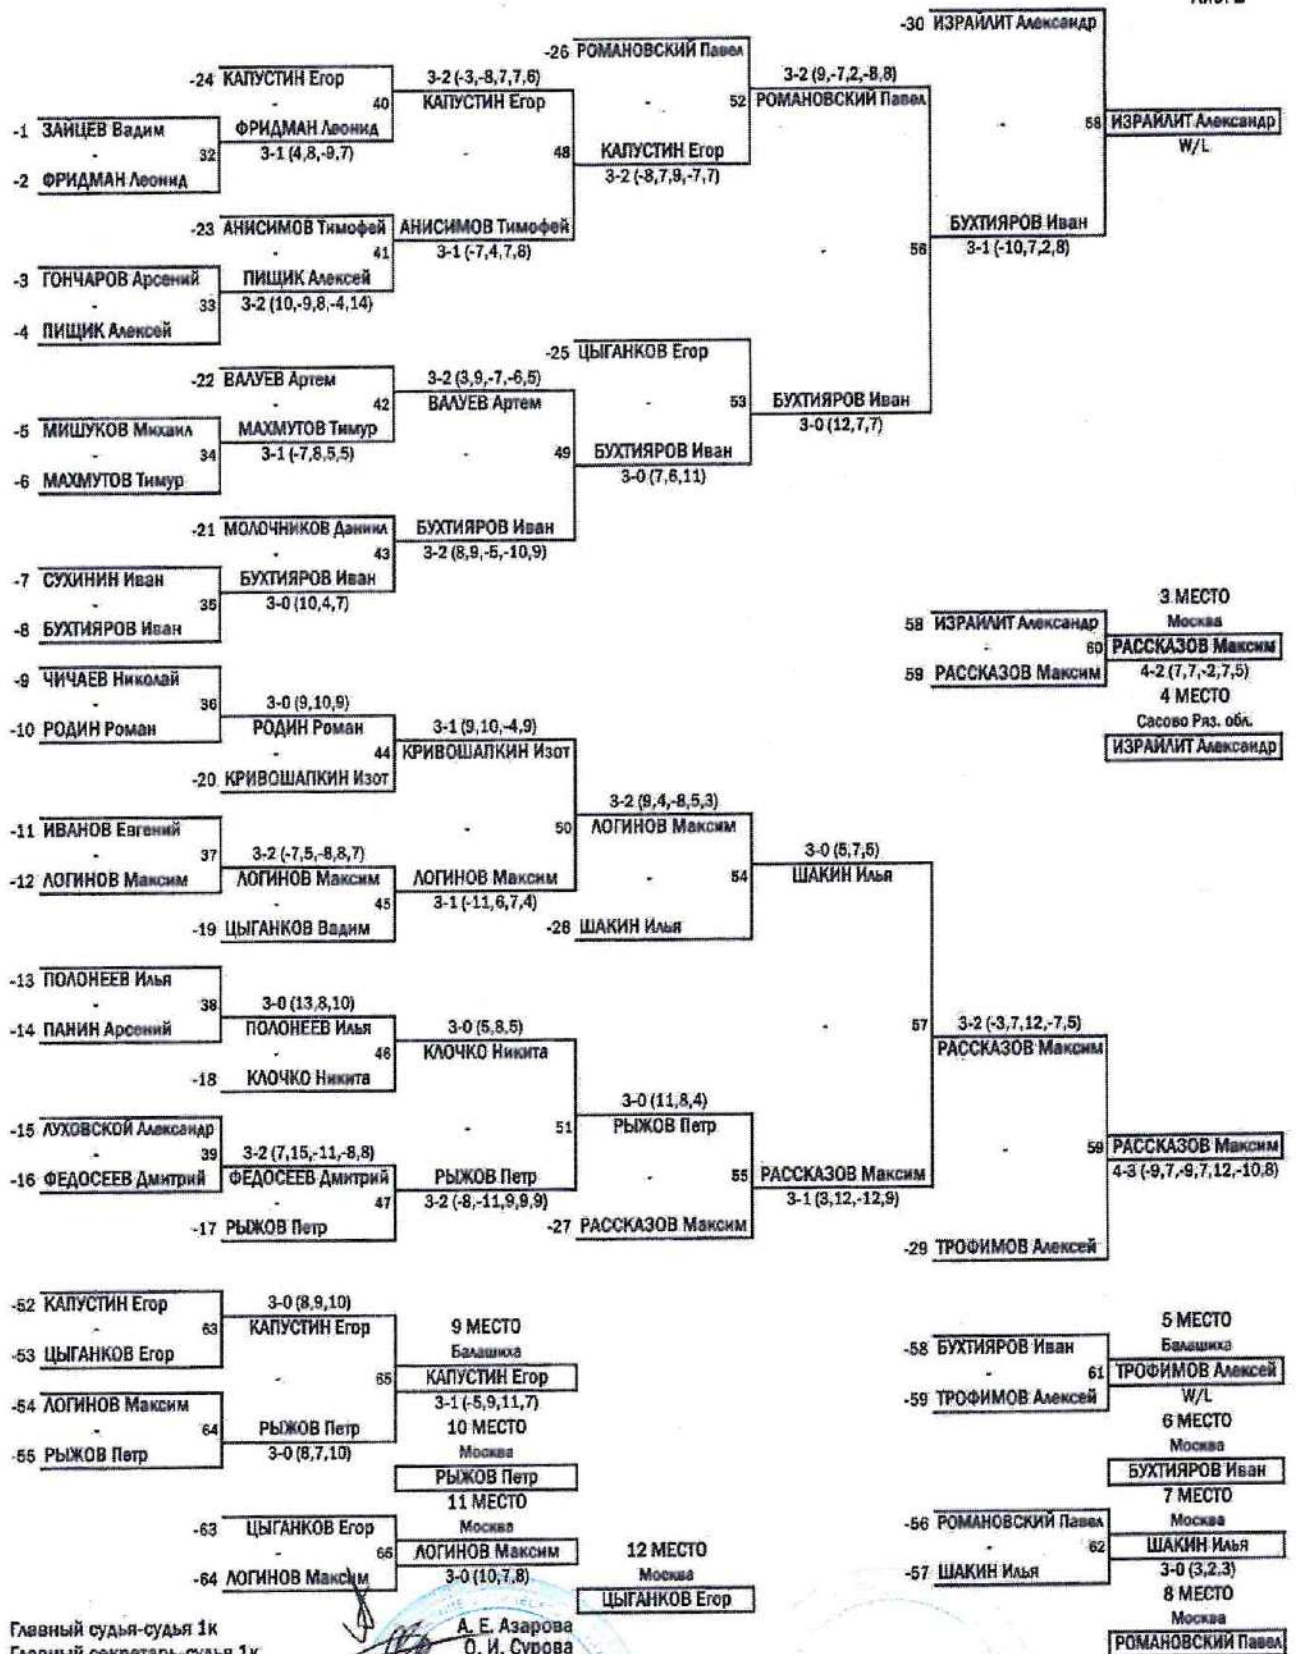 -30 ИЗРАЙЛИТ Александр
-26 РОМАНОВСКИЙ Павел
-24 КАПУСТИН Егор
3-2 (-3,-8,7,7,6)
3-2 (9,-7,2,-8,8)
40 КАПУСТИН Егор
52 РОМАНОВСКИЙ Павел
-1 ЗАЙЦЕВ Вадим
ФРИДМАН Леонид
58 ИЗРАЙЛИТ Александр
- 32
3-1 (4,8,-9,7)
48 КАПУСТИН Егор
W/L
-2 ФРИДМАН Леонид
3-2 (-8,7,9,-7,7)
-23 АНИСИМОВ Тимофей
АНИСИМОВ Тимофей
БУХТИЯРОВ Иван
41
3-1 (-7,4,7,8)
56
3-1 (-10,7,2,8)
-3 ГОНЧАРОВ Арсений
ПИЩИК Алексей
- 33
3-2 (10,-9,8,-4,14)
-4 ПИЩИК Алексей
-25 ЦЫГАНКОВ Егор
-22 ВАЛУЕВ Артем
3-2 (3,9,-7,-6,5)
42 ВАЛУЕВ Артем
53 БУХТИЯРОВ Иван
-5 МИШУКОВ Михаил
МАХМУТОВ Тимур
3-0 (12,7,7)
- 34
3-1 (-7,8,5,5)
49 БУХТИЯРОВ Иван
-6 МАХМУТОВ Тимур
3-0 (7,6,11)
-21 МОЛОЧНИКОВ Даниил
БУХТИЯРОВ Иван
43
3-2 (8,9,-5,-10,9)
-7 СУХИНИН Иван
БУХТИЯРОВ Иван
- 35
3-0 (10,4,7)
-8 БУХТИЯРОВ Иван
3 МЕСТО
58 ИЗРАЙЛИТ Александр
Москва
60 РАССКАЗОВ Максим
59 РАССКАЗОВ Максим
4-2 (7,7,-2,7,5)
4 МЕСТО
Сасово Ряз. обл.
ИЗРАЙЛИТ Александр
-9 ЧИЧАЕВ Николай
- 36
3-0 (9,10,9)
-10 РОДИН Роман
РОДИН Роман
3-1 (9,10,-4,9)
44 КРИВОШАПКИН Изот
-20 КРИВОШАПКИН Изот
3-2 (9,4,-8,5,3)
-11 ИВАНОВ Евгений
50 ЛОГИНОВ Максим
- 37
3-2 (-7,5,-8,8,7)
3-0 (5,7,5)
-12 ЛОГИНОВ Максим
ЛОГИНОВ Максим
ЛОГИНОВ Максим
54 ШАКИН Илья
45
3-1 (-11,6,7,4)
-19 ЦЫГАНКОВ Вадим
-28 ШАКИН Илья
-13 ПОЛОНЕЕВ Илья
- 38
3-0 (13,8,10)
-14 ПАНИН Арсений
ПОЛОНЕЕВ Илья
3-0 (5,8,5)
57
3-2 (-3,7,12,-7,5)
46 КЛОЧКО Никита
РАССКАЗОВ Максим
-18 КЛОЧКО Никита
3-0 (11,8,4)
-15 ЛУХОВСКОЙ Александр
51 РЫЖОВ Петр
- 39
3-2 (7,15,-11,-8,8)
59 РАССКАЗОВ Максим
-16 ФЕДОСЕЕВ Дмитрий
ФЕДОСЕЕВ Дмитрий
РЫЖОВ Петр
55 РАССКАЗОВ Максим
4-3 (-9,7,-9,7,12,-10,8)
47
3-2 (-8,-11,9,9,9)
3-1 (3,12,-12,9)
-17 РЫЖОВ Петр
-27 РАССКАЗОВ Максим
-29 ТРОФИМОВ Алексей
-52 КАПУСТИН Егор
3-0 (8,9,10)
- 63
КАПУСТИН Егор
9 МЕСТО
-53 ЦЫГАНКОВ Егор
Балашиха
65 КАПУСТИН Егор
-54 ЛОГИНОВ Максим
3-1 (-5,9,11,7)
- 64
РЫЖОВ Петр
10 МЕСТО
-55 РЫЖОВ Петр
3-0 (8,7,10)
Москва
РЫЖОВ Петр
11 МЕСТО
-63 ЦЫГАНКОВ Егор
Москва
66 ЛОГИНОВ Максим
12 МЕСТО
-64 ЛОГИНОВ Максим
3-0 (10,7,8)
Москва
ЦЫГАНКОВ Егор
5 МЕСТО
-58 БУХТИЯРОВ Иван
Балашиха
61 ТРОФИМОВ Алексей
-59 ТРОФИМОВ Алексей
W/L
6 МЕСТО
Москва
БУХТИЯРОВ Иван
7 МЕСТО
-56 РОМАНОВСКИЙ Павел
Москва
62 ШАКИН Илья
-57 ШАКИН Илья
3-0 (3,2,3)
8 МЕСТО
Москва
РОМАНОВСКИЙ Павел
Главный судья-судья 1к
А. Е. Азарова
Главный секретарь-судья 1к
О. И. Сурова